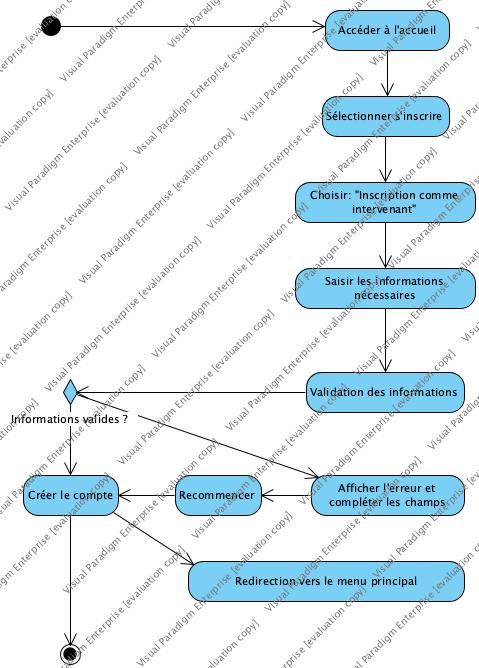 Accéder à l'accueil
Sélectionner s'inscrire
Choisir: "Inscription comme
intervenant"
Saisir les informations
nécessaires
Validation des informations
Informations valides ?
Créer le compte
Recommencer
Afficher l'erreur et
compléter les champs
Redirection vers le menu principal
Visual Paradigm Enterprise [evaluation copy]